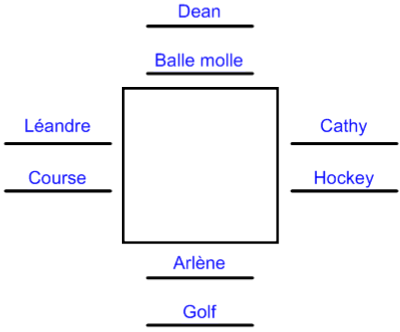 Dean
Balle molle
Léandre
Course
Cathy
Hockey
Arlène
Golf